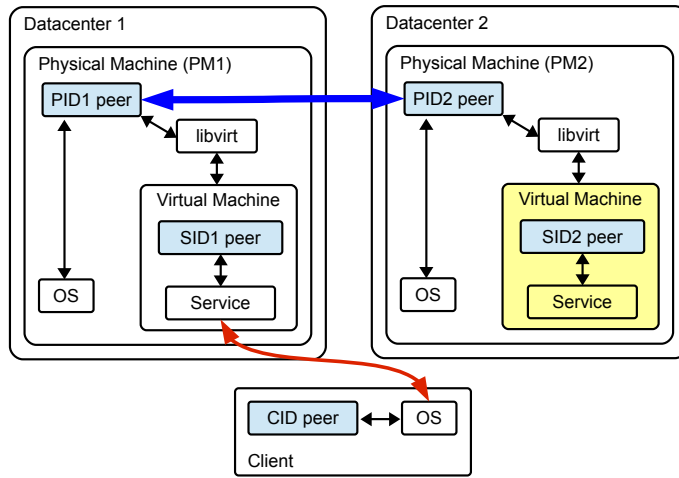 Datacenter 1
Physical Machine (PM1)
PID1 peer
libvirt
Virtual Machine
SID1 peer
OS
Service
Datacenter 2
Physical Machine (PM2)
PID2 peer
libvirt
Virtual Machine
SID2 peer
OS
Service
CID peer
OS
Client